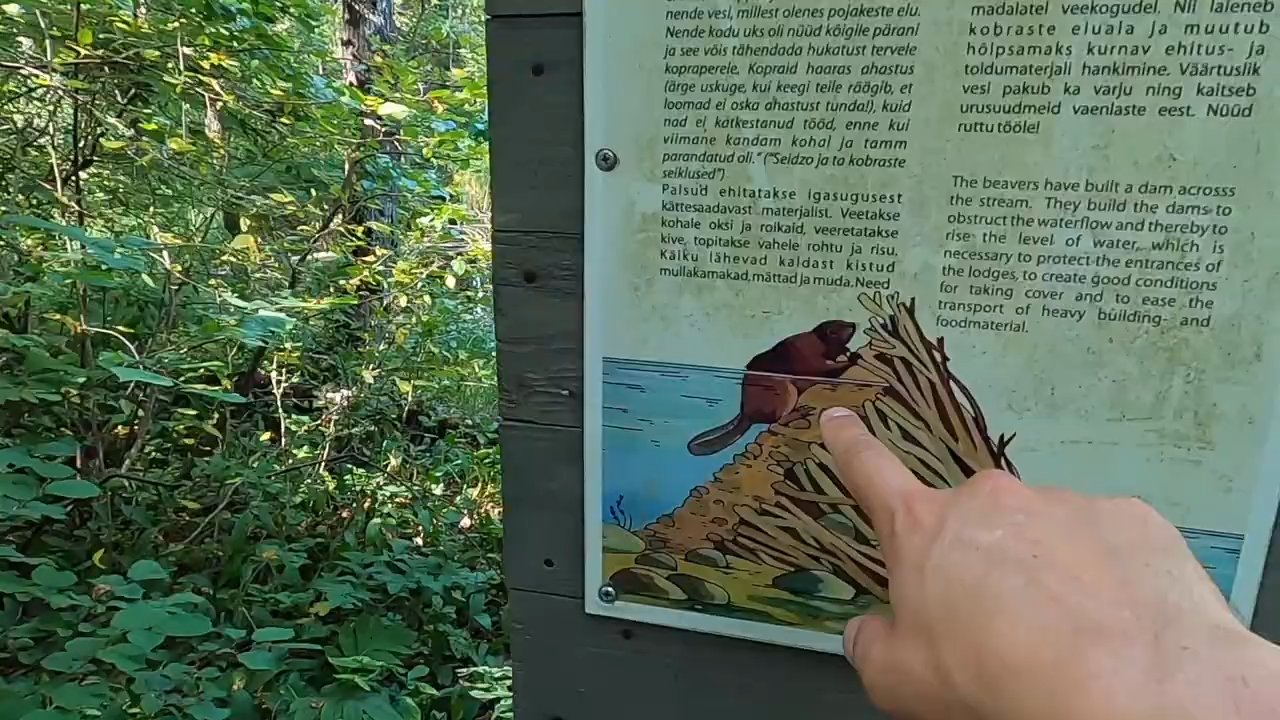 nende vesi, millest olenes pojakeste elu.
Nende kodu uks oli nüüd kõigile pärani
ja see võis tähendada hukatust tervele
kopraperele. Kopraid haaras ahastus
(ärge uskuge, kui keegi teile räägib, et
loomad ei oska ahastust tunda!), kuid
nad ei kätkestanud tööd, enne kui
viimane kandam kohal ja tamm
parandatud oli." ("Seidzo ja ta kobraste
seiklused")
Paisud ehitatakse igasugusest
kättesaadavast materjalist. Veetakse
kohale oksi ja roikaid, veeretatakse
kive, topitakse vahele rohtu ja risu.
Käiku lähevad kaldast kistud
mullakamakad, mättad ja muda. Need
madalatel veekogudel. Nii laieneb
kobraste eluala ja muutub
hõlpsamaks kurnav ehitus- ja
toidumaterjali hankimine. Väärtuslik
vesi pakub ka varju ning kaitseb
urusuudmeid vaenlaste eest. Nüüd
ruttu tööle!
The beavers have built a dam acrosss
the stream. They build the dams to
obstruct the waterflow and thereby to
rise the level of water, which is
necessary to protect the entrances of
the lodges, to create good conditions
for taking cover and to ease the
transport of heavy building- and
foodmaterial.